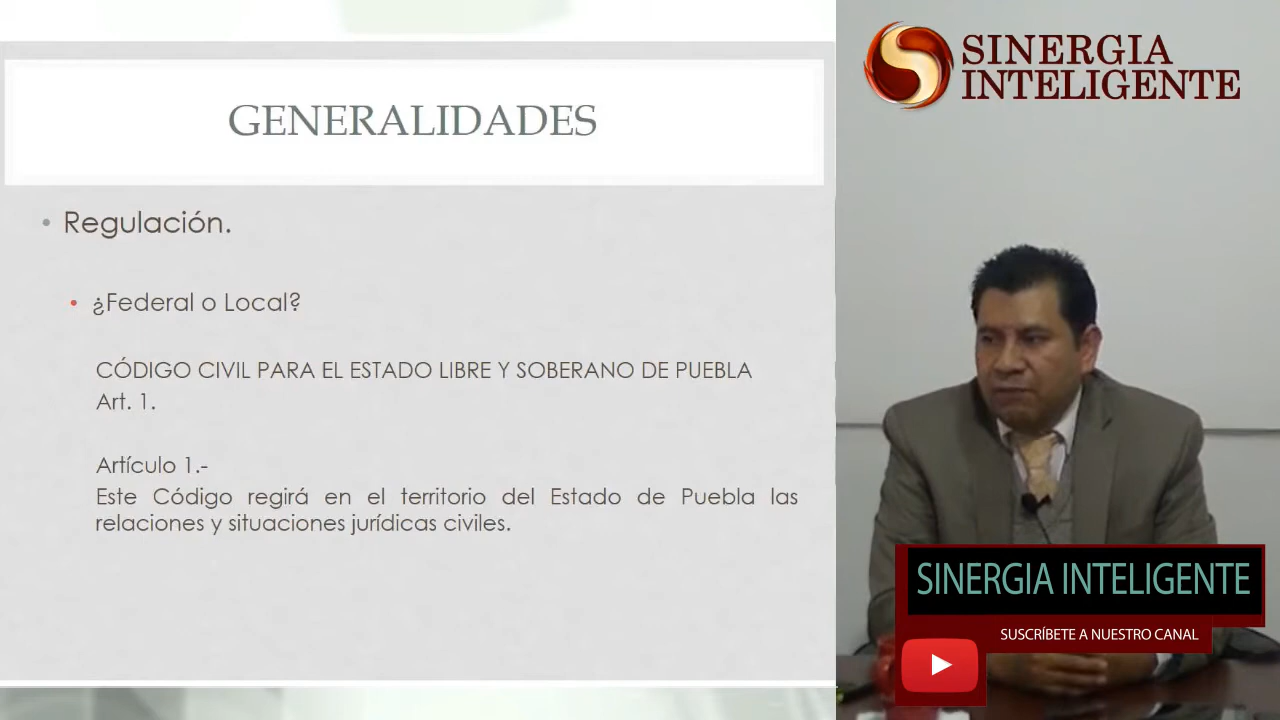 GENERALIDADES
• Regulación.
• ¿Federal o Local?
CÓDIGO CIVIL PARA EL ESTADO LIBRE Y SOBERANO DE PUEBLA
Art. 1.
Artículo 1.-
Este Código regirá en el territorio del Estado de Puebla las
relaciones y situaciones jurídicas civiles.
SINERGIA
INTELIGENTE
SINERGIA INTELIGENTE
SUSCRÍBETE A NUESTRO CANAL